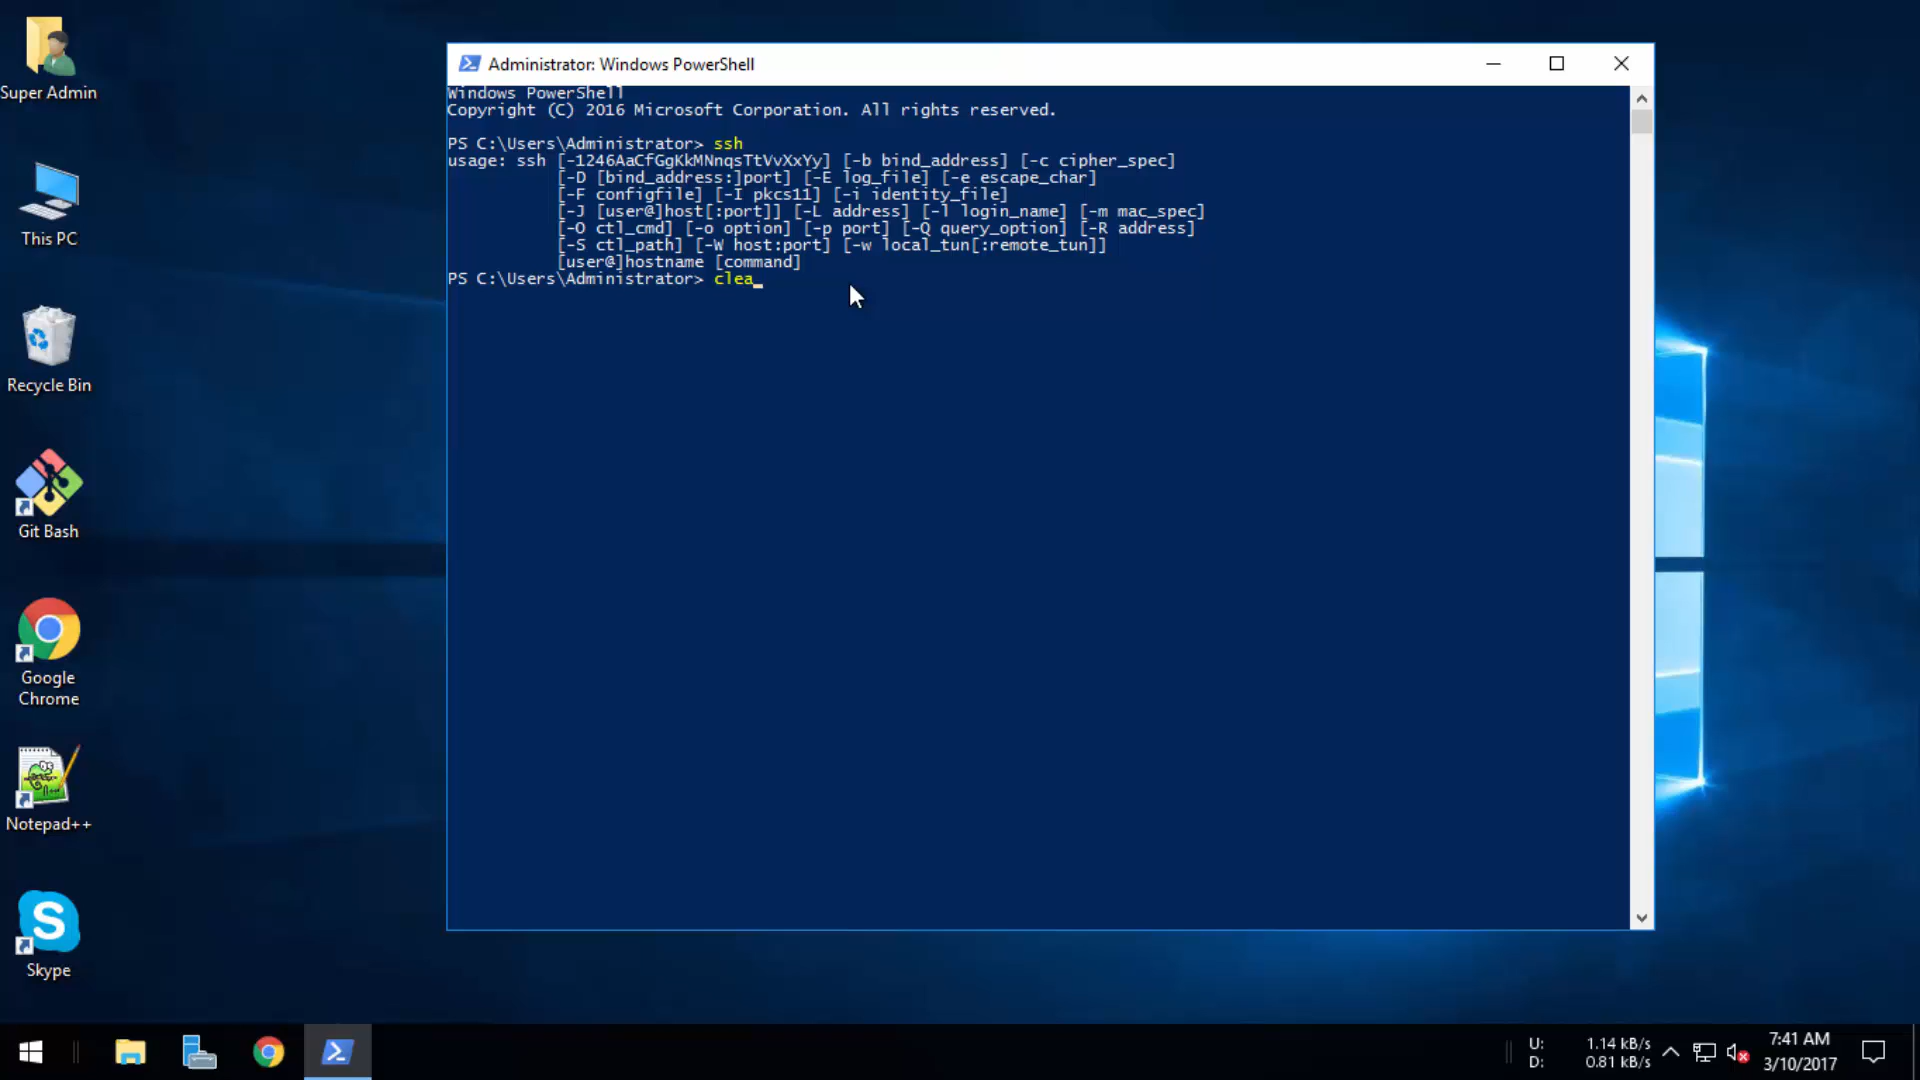 Super Admin
This PC
Recycle Bin
Git Bash
Google
Chrome
Notepad++
Skype
Administrator: Windows PowerShell
Windows PowerShell
Copyright (C) 2016 Microsoft Corporation. All rights reserved.
PS C:\Users\Administrator> ssh
usage: ssh [-1246AaCfGgKkMNnqsTtVvXxYy] [-b bind_address] [-c cipher_spec]
[-D [bind_address:]port] [-E log_file] [-e escape_char]
[-F configfile] [-I pkcs11] [-i identity_file]
[-J [user@]host[:port]] [-L address] [-l login_name] [-m mac_spec]
[-O ctl_cmd] [-o option] [-p port] [-Q query_option] [-R address]
[-S ctl_path] [-W host:port] [-w local_tun[:remote_tun]]
[user@]hostname [command]
PS C:\Users\Administrator> clea_
U: 1.14 kB/s
D: 0.81 kB/s
7:41 AM
3/10/2017